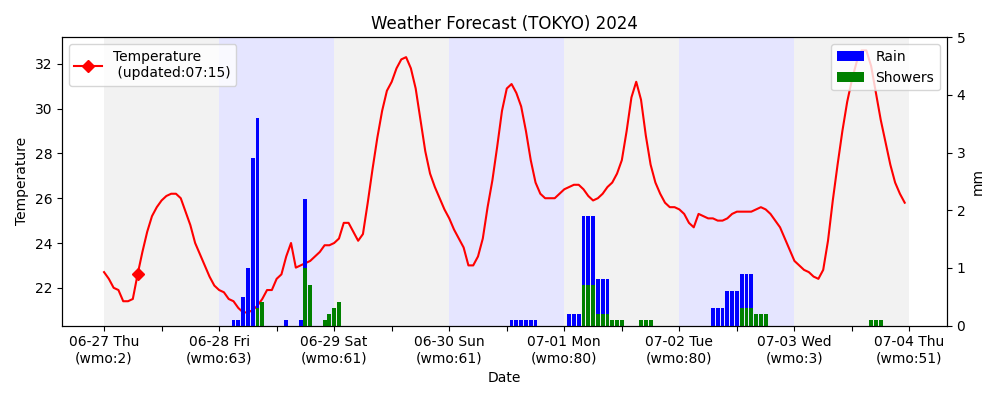 Weather Forecast (TOKYO) 2024
Temperature
(updated:07:15)
Rain
Showers
Temperature
32
30
28
26
24
22
5
4
3
2
1
0
mm
06-27 Thu
(wmo:2)
06-28 Fri
(wmo:63)
06-29 Sat
(wmo:61)
06-30 Sun
(wmo:61)
07-01 Mon
(wmo:80)
07-02 Tue
(wmo:80)
07-03 Wed
(wmo:3)
07-04 Thu
(wmo:51)
Date